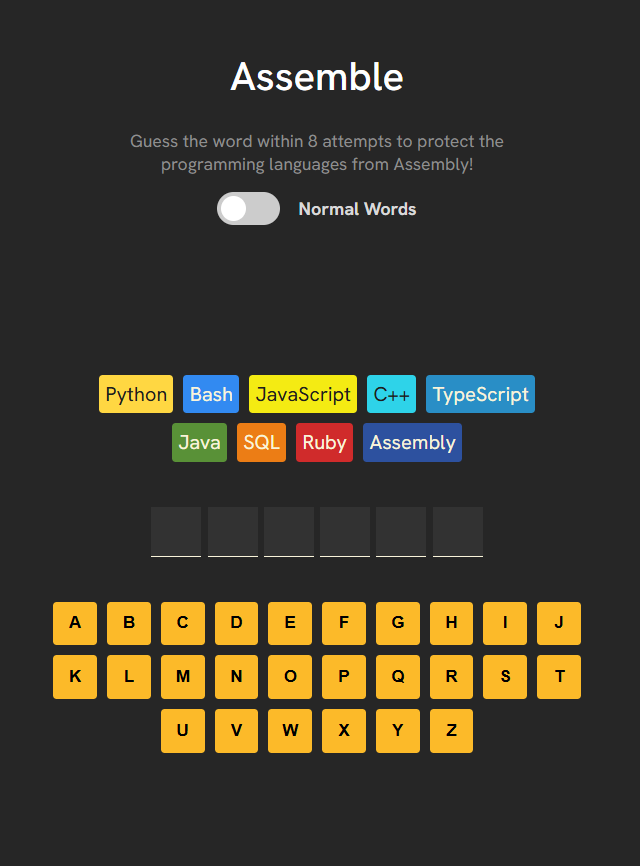 Assemble
Guess the word within 8 attempts to protect the
programming languages from Assembly!
Normal Words
Python Bash JavaScript C++ TypeScript
Java SQL Ruby Assembly
A B C D E F G H I J
K L M N O P Q R S T
U V W X Y Z